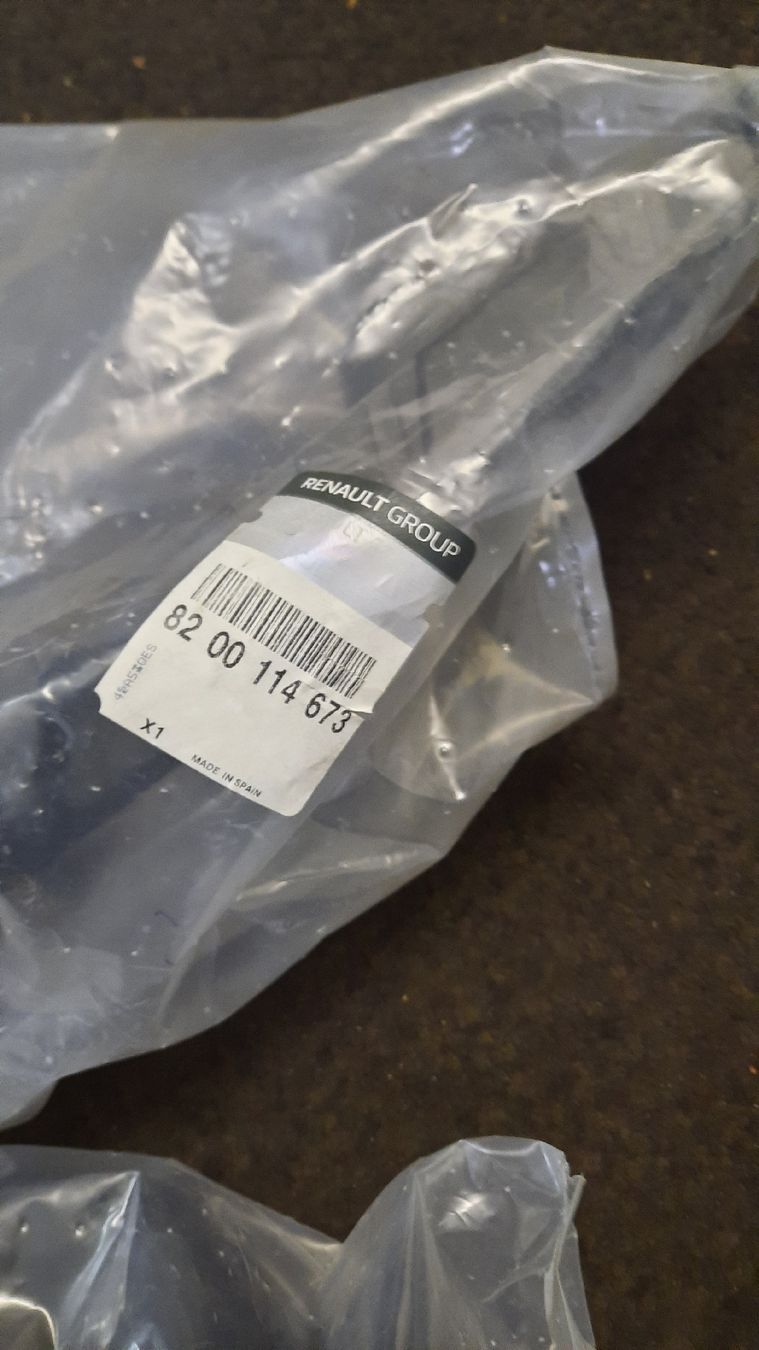 RENAULT GROUP
82 00 114 673
X1
MADE IN SPAIN